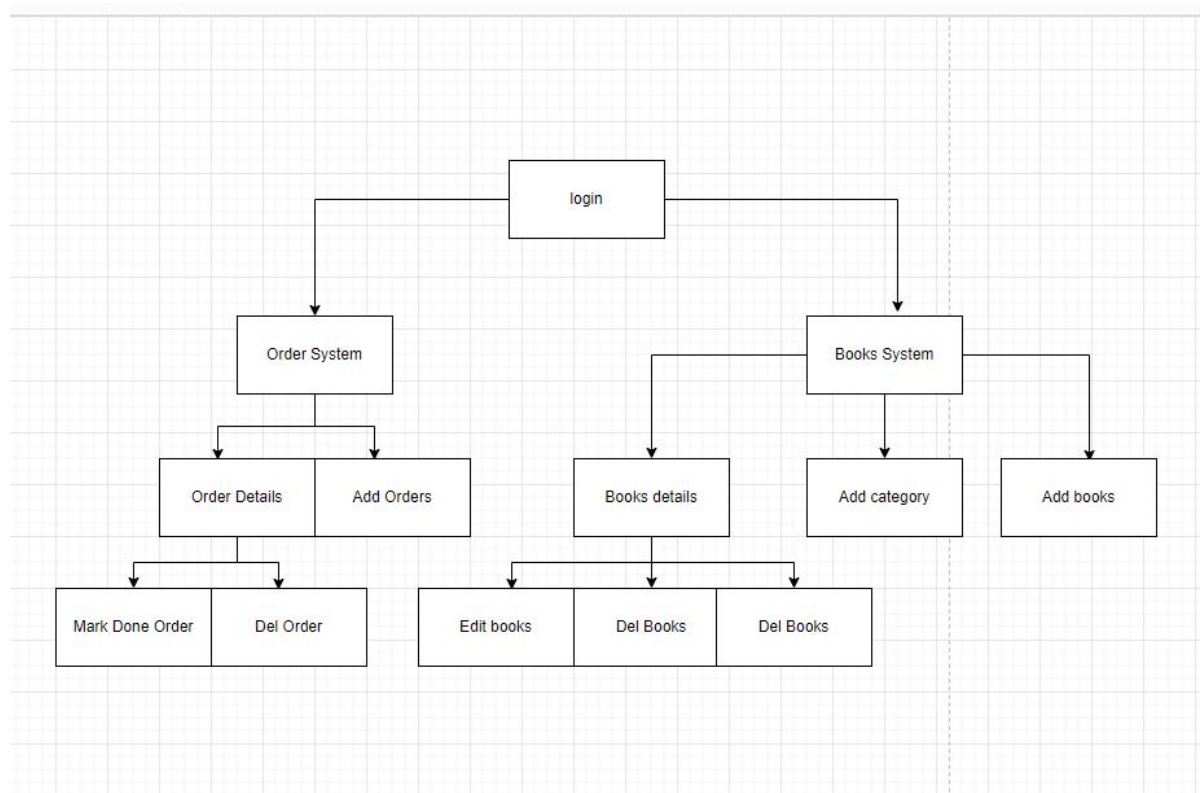 login
Order System
Books System
Order Details
Add Orders
Books details
Add category
Add books
Mark Done Order
Del Order
Edit books
Del Books
Del Books